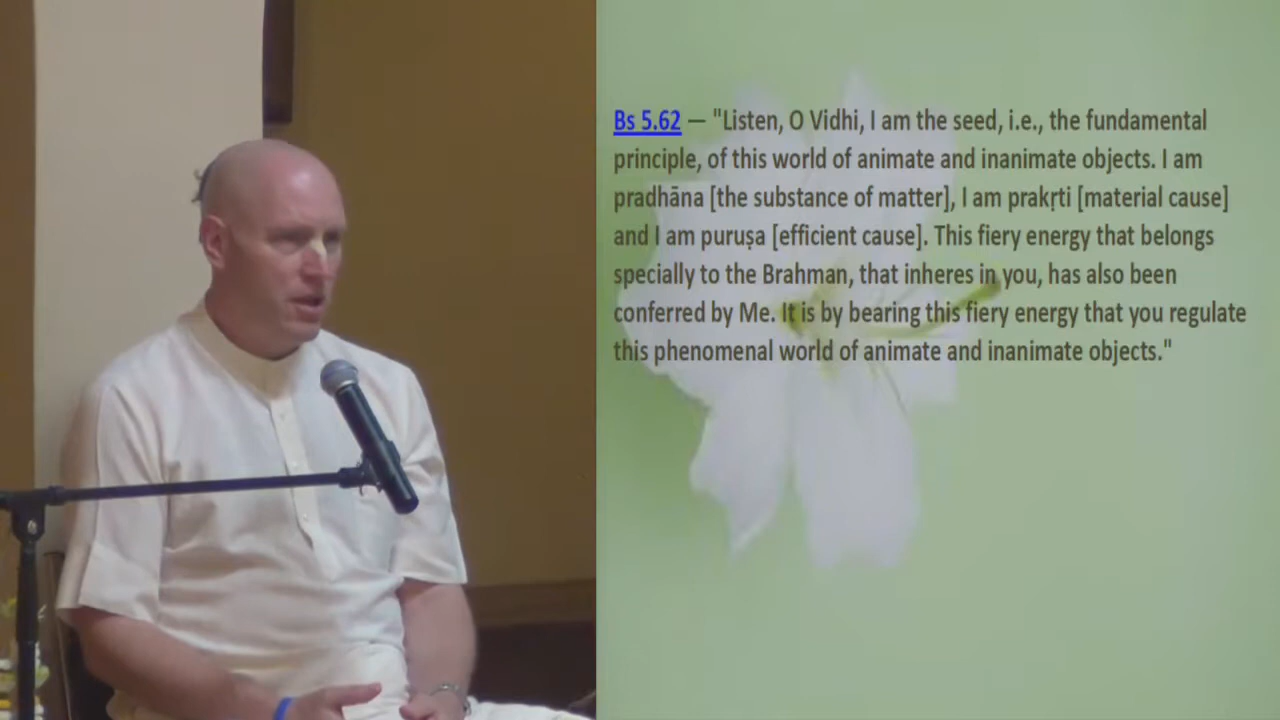 Bs 5.62 — "Listen, O Vidhi, I am the seed, i.e., the fundamental
principle, of this world of animate and inanimate objects. I am
pradhāna [the substance of matter], I am prakṛti [material cause]
and I am puruṣa [efficient cause]. This fiery energy that belongs
specially to the Brahman, that inheres in you, has also been
conferred by Me. It is by bearing this fiery energy that you regulate
this phenomenal world of animate and inanimate objects."